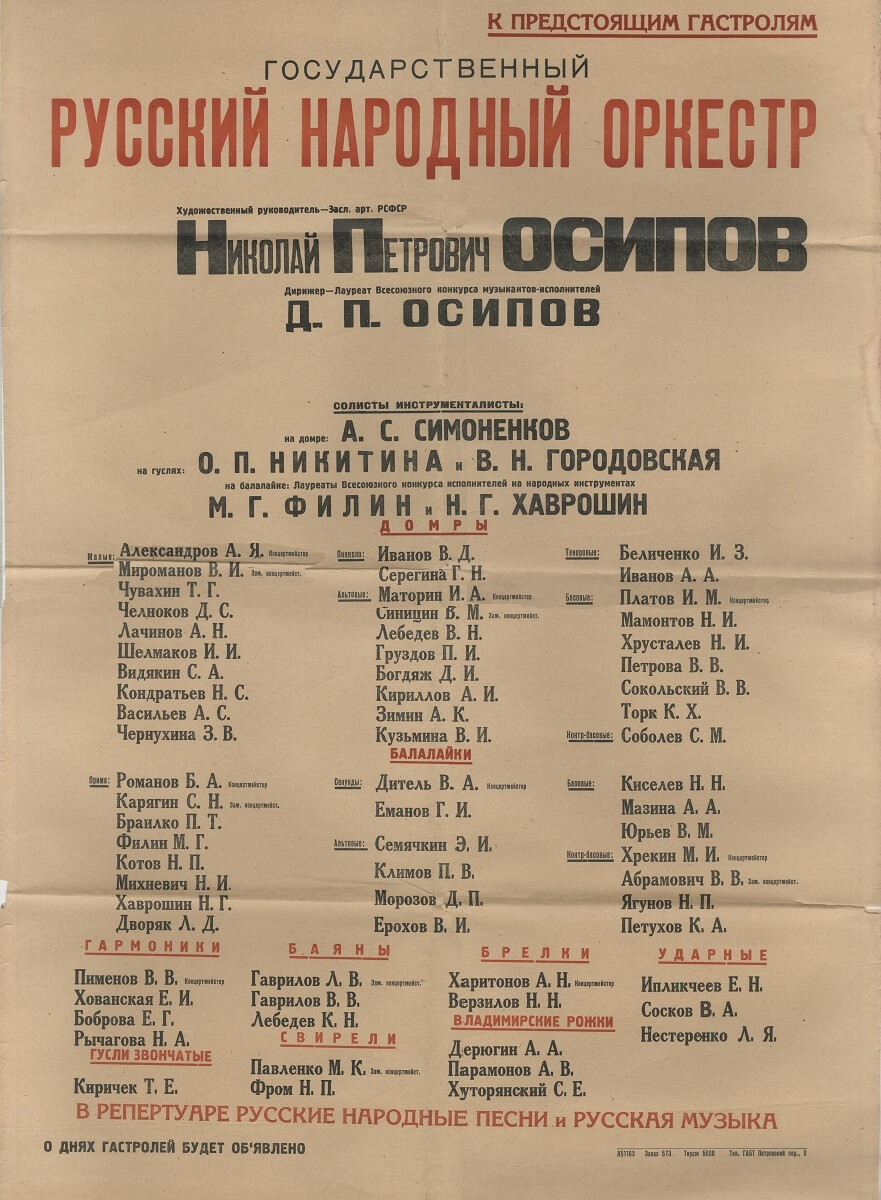 К ПРЕДСТОЯЩИМ ГАСТРОЛЯМ
ГОСУДАРСТВЕННЫЙ
РУССКИЙ НАРОДНЫЙ ОРКЕСТР
Художественный руководитель—Засл. арт. РСФСР
Николай Петрович ОСИПОВ
Дирижер—Лауреат Всесоюзного конкурса музыкантов-исполнителей
Д. П. ОСИПОВ
СОЛИСТЫ ИНСТРУМЕНТАЛИСТЫ:
на домре: А. С. СИМОНЕНКОВ
на гуслях: О. П. НИКИТИНА и В. Н. ГОРОДОВСКАЯ
на балалайке: Лауреаты Всесоюзного конкурса исполнителей на народных инструментах
М. Г. ФИЛИН и Н. Г. ХАВРОШИН
ДОМРЫ
Малые: Александров А. Я. Концертмейстер
Мироманов В. И. Зам. концертмейст.
Чувахин Т. Г.
Челноков Д. С.
Лачинов А. Н.
Шелмаков И. И.
Видякин С. А.
Кондратьев Н. С.
Васильев А. С.
Чернухина З. В.
Пикколо: Иванов В. Д.
Серегина Г. Н.
Альтовые: Маторин И. А. Концертмейстер
Синицин В. М. Зам. концертмейст.
Лебедев В. Н.
Груздов П. И.
Богдяж Д. И.
Кириллов А. И.
Зимин А. К.
Кузьмина В. И.
Теноровые: Беличенко И. З.
Иванов А. А.
Басовые: Платов И. М. Концертмейстер
Мамонтов Н. И.
Хрусталев Н. И.
Петрова В. В.
Сокольский В. В.
Торк К. Х.
Контр-басовые: Соболев С. М.
БАЛАЛАЙКИ
Прима: Романов Б. А. Концертмейстер
Карягин С. Н. Зам. концертмейст.
Браилко П. Т.
Филин М. Г.
Котов Н. П.
Михневич Н. И.
Хаврошин Н. Г.
Дворяк Л. Д.
Секунды: Дитель В. А. Концертмейстер
Еманов Г. И.
Альтовые: Семячкин Э. И.
Климов П. В.
Морозов Д. П.
Ерохов В. И.
Басовые: Киселев Н. Н.
Мазина А. А.
Юрьев В. М.
Контр-басовые: Хрекин М. И. Концертмейстер
Абрамович В. В. Зам. концертмейст.
Ягунов Н. П.
Петухов К. А.
ГАРМОНИКИ
Пименов В. В. Концертмейстер
Хованская Е. И.
Боброва Е. Г.
Рычагова Н. А.
ГУСЛИ ЗВОНЧАТЫЕ
Киричек Т. Е.
БАЯНЫ
Гаврилов Л. В. Зам. концертмейст.
Гаврилов В. В.
Лебедев К. Н.
СВИРЕЛИ
Павленко М. К. Зам. концертмейст.
Фром Н. П.
БРЕЛКИ
Харитонов А. Н. Концертмейстер
Верзилов Н. Н.
ВЛАДИМИРСКИЕ РОЖКИ
Дерюгин А. А.
Парамонов А. В.
Хуторянский С. Е.
УДАРНЫЕ
Ипликчеев Е. Н.
Сосков В. А.
Нестеренко Л. Я.
В РЕПЕРТУАРЕ РУССКИЕ НАРОДНЫЕ ПЕСНИ и РУССКАЯ МУЗЫКА
О ДНЯХ ГАСТРОЛЕЙ БУДЕТ ОБ'ЯВЛЕНО
Л51163 Заказ 573 Тираж 5000 Тип. ГАБТ Петровский пер., 6